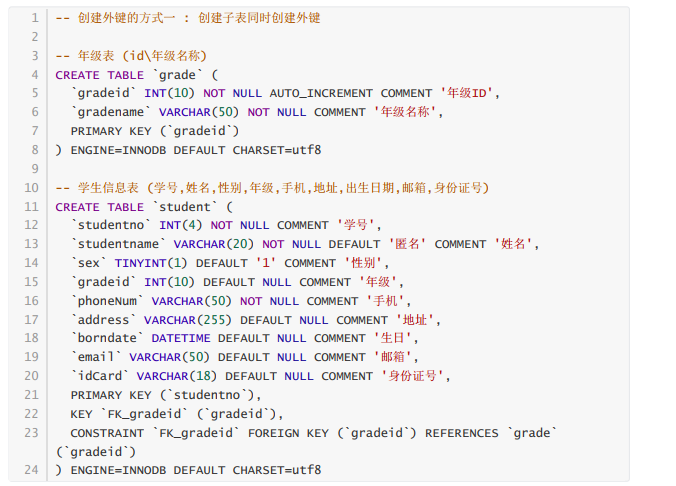 1 -- 创建外键的方式一 : 创建子表同时创建外键
2
3 -- 年级表 (id\年级名称)
4 CREATE TABLE `grade` (
5 `gradeid` INT(10) NOT NULL AUTO_INCREMENT COMMENT '年级ID',
6 `gradename` VARCHAR(50) NOT NULL COMMENT '年级名称',
7 PRIMARY KEY (`gradeid`)
8 ) ENGINE=INNODB DEFAULT CHARSET=utf8
9
10 -- 学生信息表 (学号,姓名,性别,年级,手机,地址,出生日期,邮箱,身份证号)
11 CREATE TABLE `student` (
12 `studentno` INT(4) NOT NULL COMMENT '学号',
13 `studentname` VARCHAR(20) NOT NULL DEFAULT '匿名' COMMENT '姓名',
14 `sex` TINYINT(1) DEFAULT '1' COMMENT '性别',
15 `gradeid` INT(10) DEFAULT NULL COMMENT '年级',
16 `phoneNum` VARCHAR(50) NOT NULL COMMENT '手机',
17 `address` VARCHAR(255) DEFAULT NULL COMMENT '地址',
18 `borndate` DATETIME DEFAULT NULL COMMENT '生日',
19 `email` VARCHAR(50) DEFAULT NULL COMMENT '邮箱',
20 `idCard` VARCHAR(18) DEFAULT NULL COMMENT '身份证号',
21 PRIMARY KEY (`studentno`),
22 KEY `FK_gradeid` (`gradeid`),
23 CONSTRAINT `FK_gradeid` FOREIGN KEY (`gradeid`) REFERENCES `grade`
(`gradeid`)
24 ) ENGINE=INNODB DEFAULT CHARSET=utf8